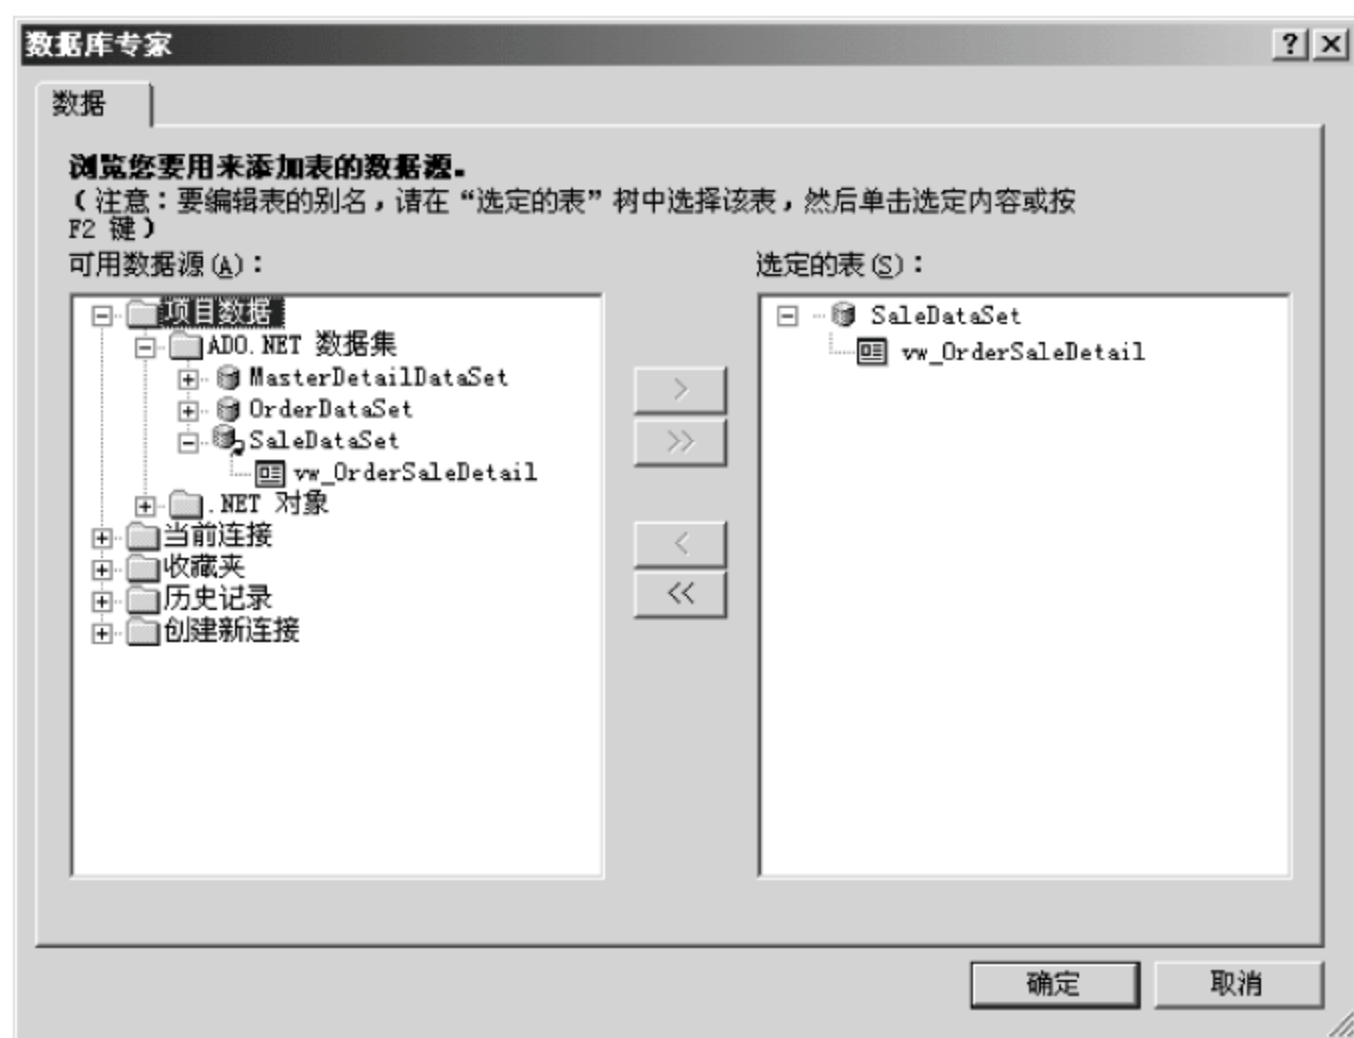 数据库专家
数据
浏览您要用来添加表的数据源。
(注意：要编辑表的别名，请在“选定的表”树中选择该表，然后单击选定内容或按
F2 键)
可用数据源(A)：
选定的表(S)：
项目数据
ADO.NET 数据集
MasterDetailDataSet
OrderDataSet
SaleDataSet
vw_OrderSaleDetail
.NET 对象
当前连接
收藏夹
历史记录
创建新连接
>
>>
<
<<
SaleDataSet
vw_OrderSaleDetail
确定
取消